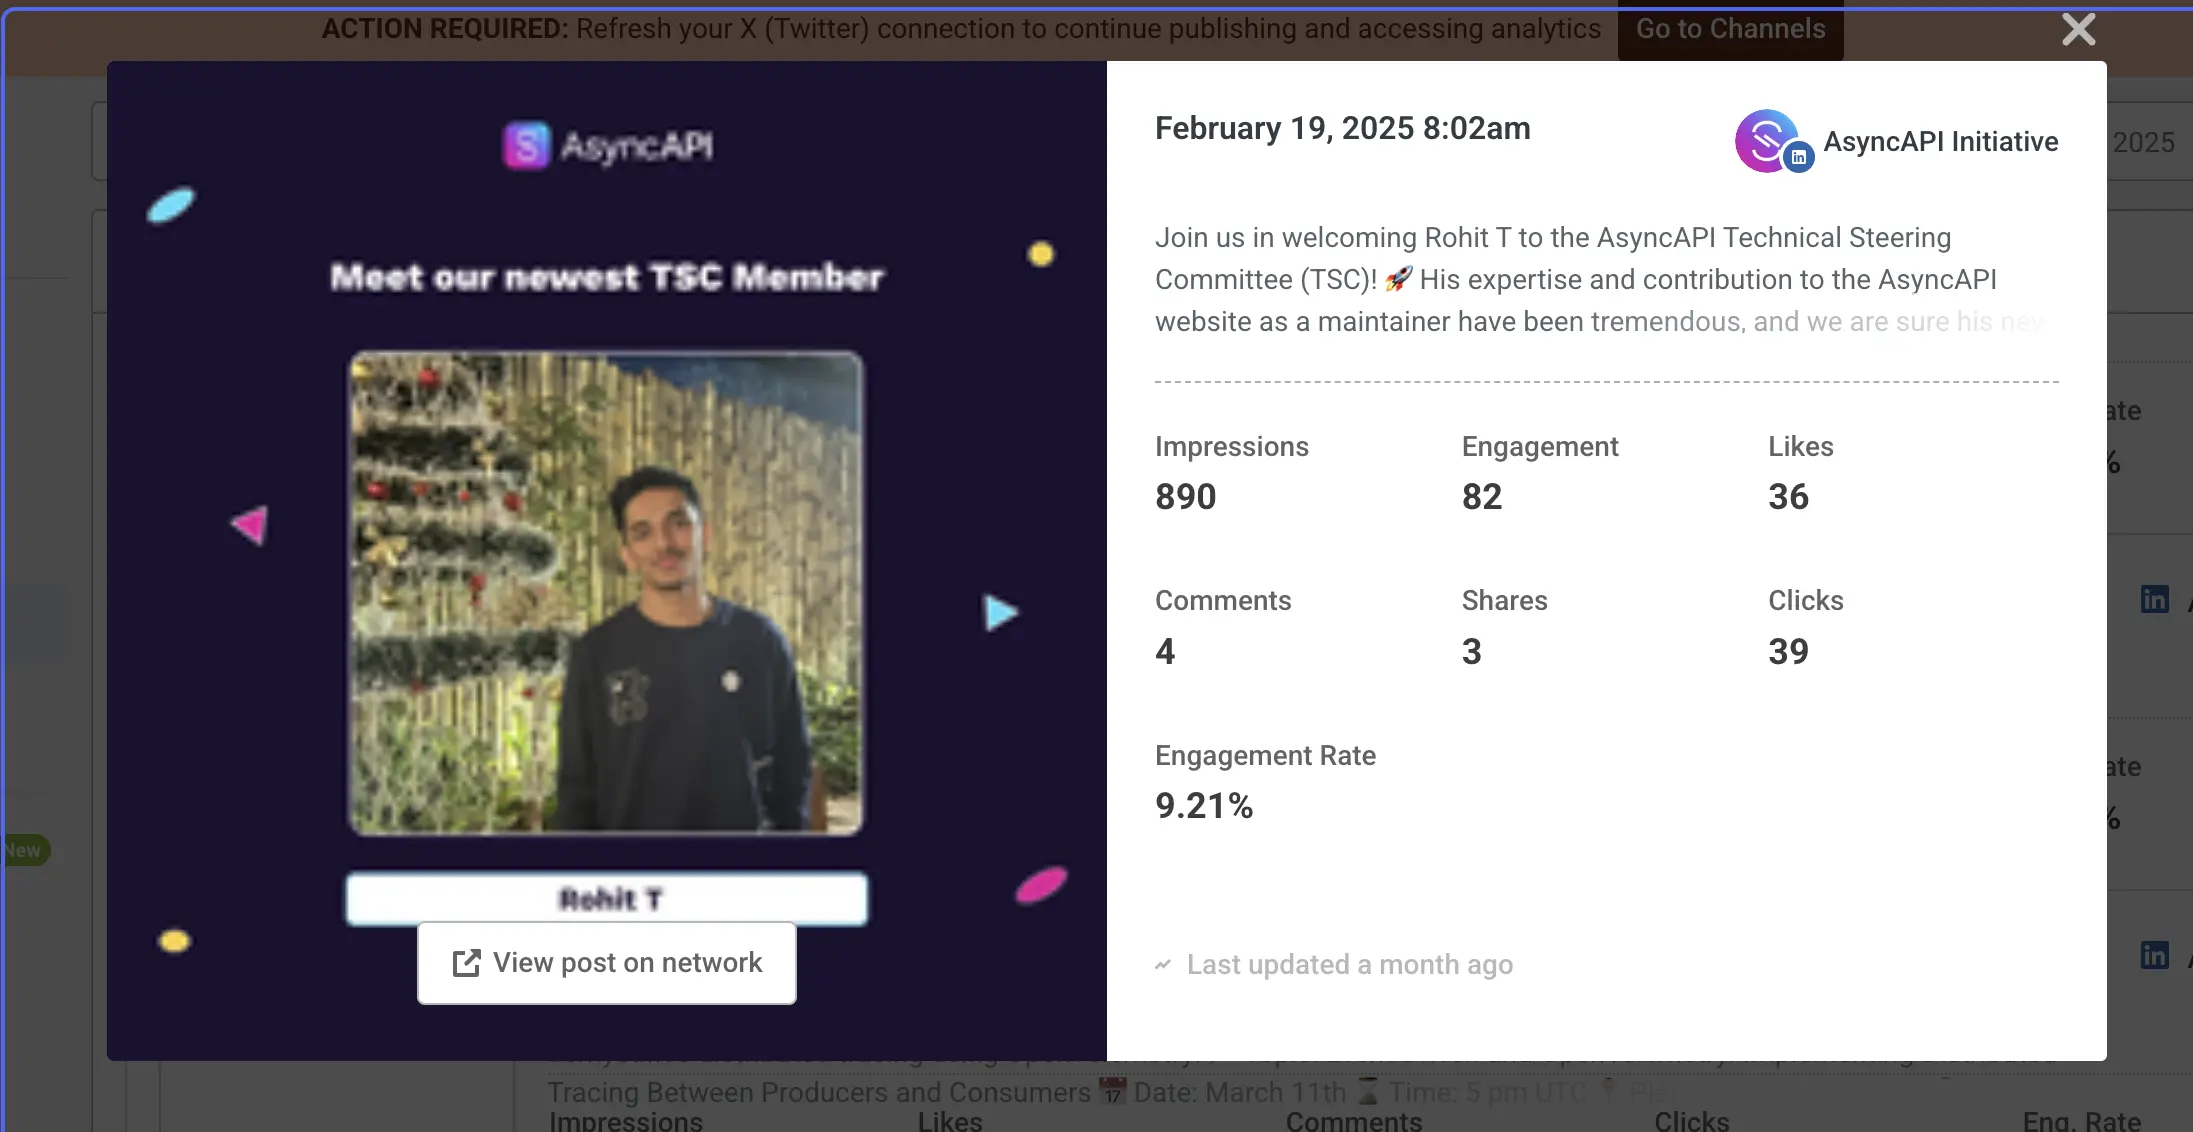 ACTION REQUIRED: Refresh your X (Twitter) connection to continue publishing and accessing analytics
Go to Channels
2025
AsyncAPI
Meet our newest TSC Member
Rohit T
View post on network
February 19, 2025 8:02am
AsyncAPI Initiative
Join us in welcoming Rohit T to the AsyncAPI Technical Steering
Committee (TSC)! 🚀 His expertise and contribution to the AsyncAPI
website as a maintainer have been tremendous, and we are sure his new
Impressions
890
Engagement
82
Likes
36
Comments
4
Shares
3
Clicks
39
Engagement Rate
9.21%
Last updated a month ago
New
Tracing Between Producers and Consumers 📅 Date: March 11th ⌛ Time: 5 pm UTC 📍
Impressions
Likes
Comments
Clicks
Eng. Rate